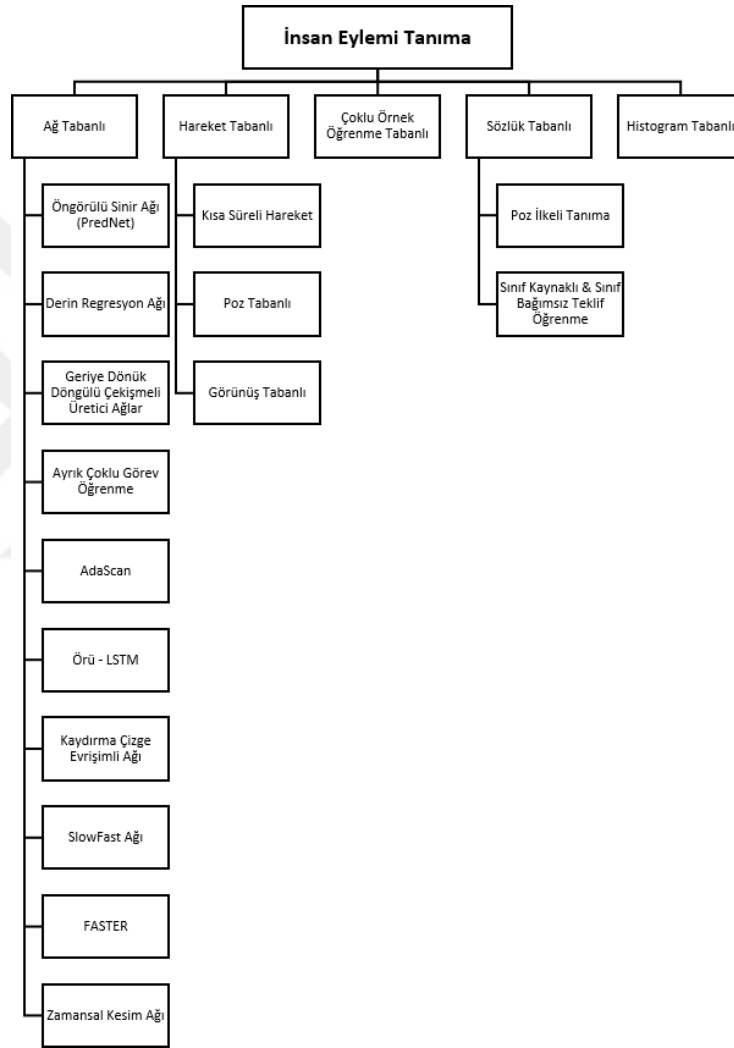 İnsan Eylemi Tanıma
Ağ Tabanlı
Hareket Tabanlı
Çoklu Örnek
Öğrenme Tabanlı
Sözlük Tabanlı
Histogram Tabanlı
Öngörülü Sinir Ağı
(PredNet)
Derin Regresyon Ağı
Geriye Dönük
Döngülü Çekişmeli
Üretici Ağlar
Ayrık Çoklu Görev
Öğrenme
AdaScan
Örü - LSTM
Kaydırma Çizge
Evrişimli Ağı
SlowFast Ağı
FASTER
Zamansal Kesim Ağı
Kısa Süreli Hareket
Poz Tabanlı
Görünüş Tabanlı
Poz İlkeli Tanıma
Sınıf Kaynaklı & Sınıf
Bağımsız Teklif
Öğrenme